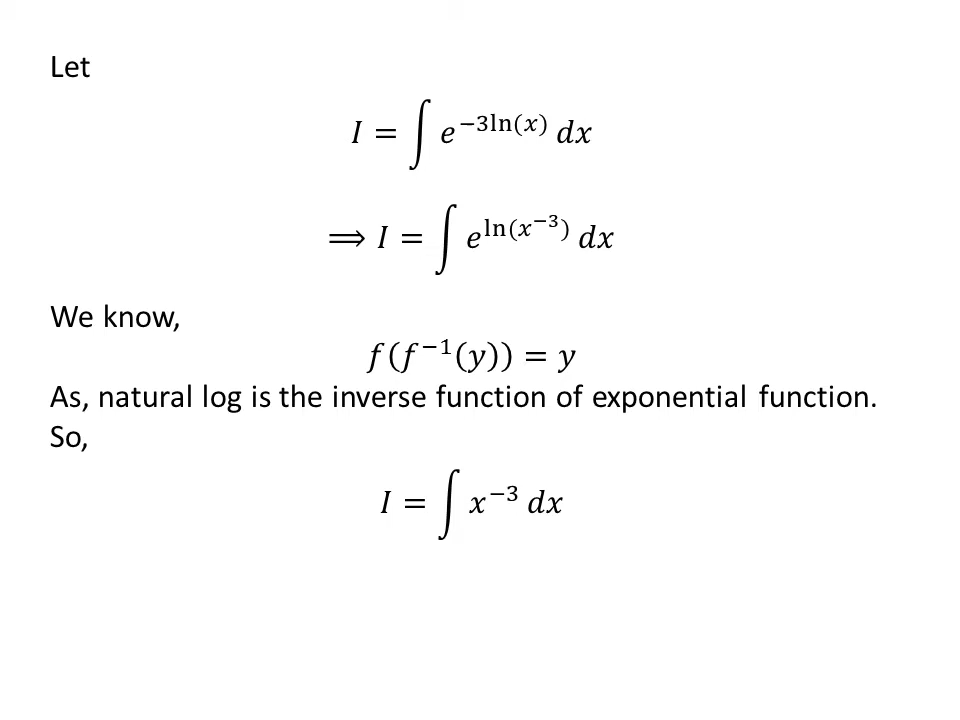 Let
𝐼 = ∫ 𝑒^{−3ln(𝑥)} 𝑑𝑥
⟹ 𝐼 = ∫ 𝑒^{ln(𝑥^{−3})} 𝑑𝑥
We know,
𝑓(𝑓^{−1}(𝑦)) = 𝑦
As, natural log is the inverse function of exponential function.
So,
𝐼 = ∫ 𝑥^{−3} 𝑑𝑥